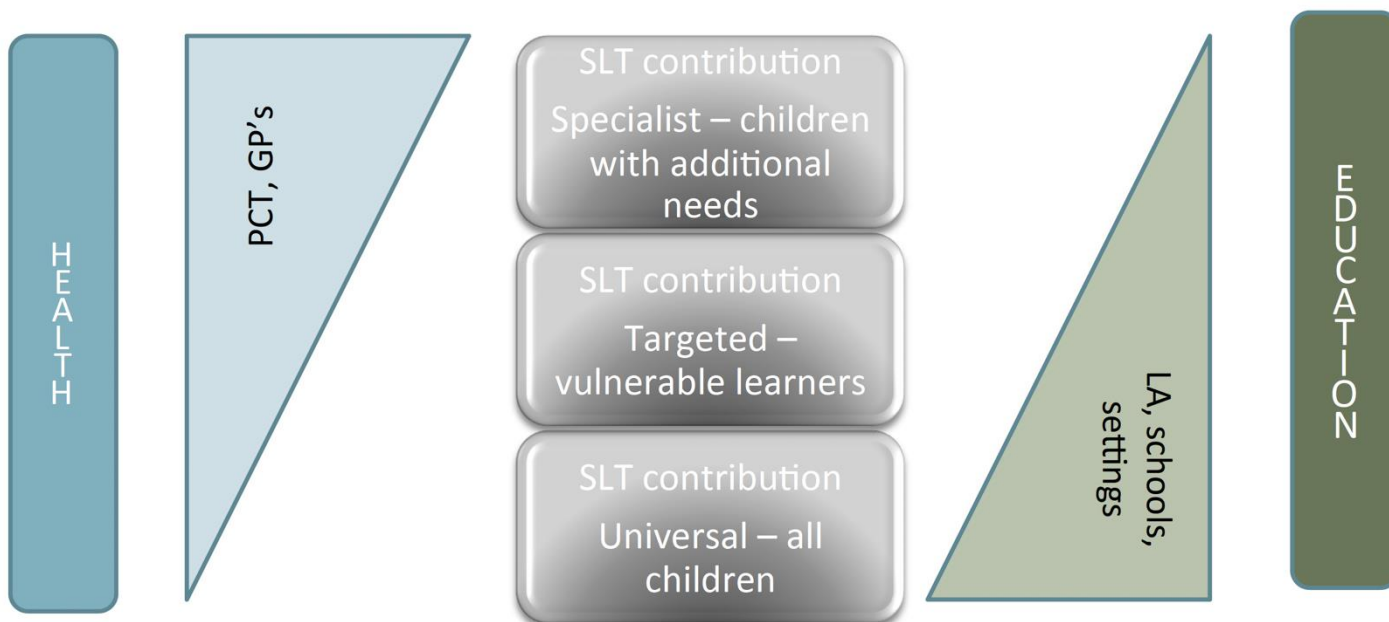 HEALTH
PCT, GP's
SLT contribution
Specialist – children
with additional
needs
SLT contribution
Targeted –
vulnerable learners
SLT contribution
Universal – all
children
LA, schools,
settings
EDUCATION